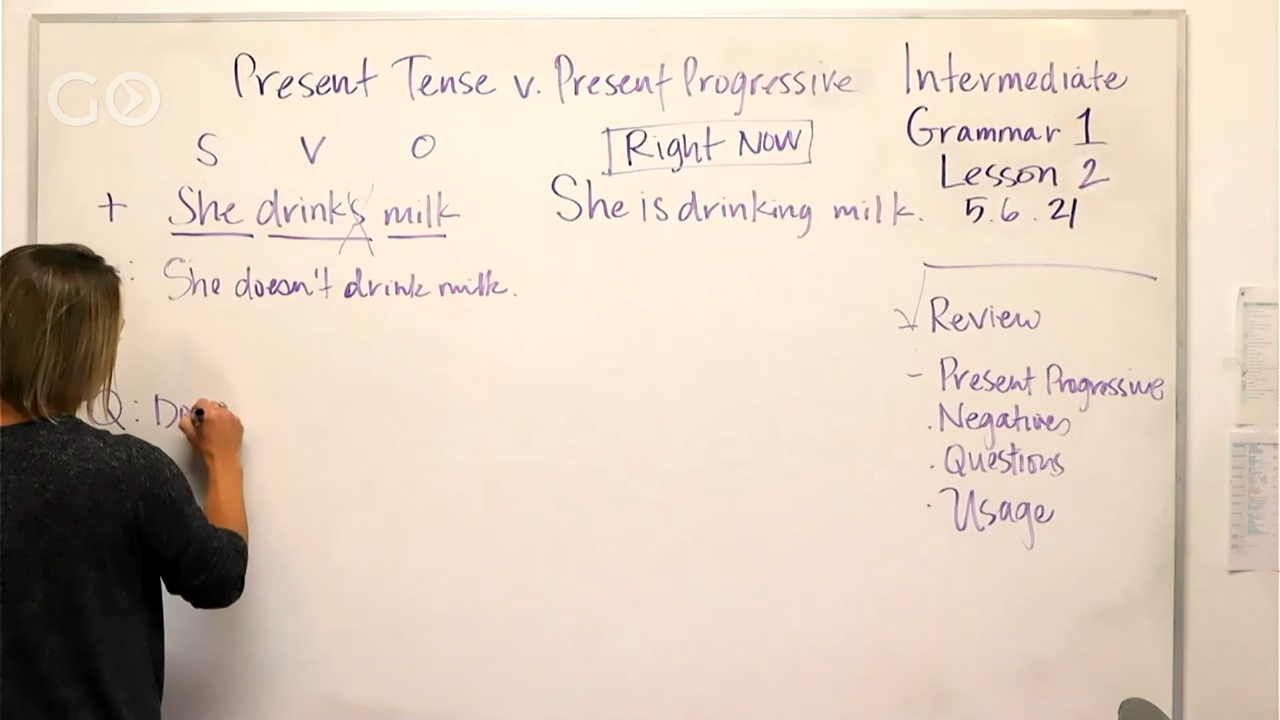 GO
Present Tense v. Present Progressive
S V O
+ She drinks milk
: She doesn't drink milk.
Q: D
Right Now
She is drinking milk.
Intermediate
Grammar 1
Lesson 2
5.6.21
Review
- Present Progressive
. Negatives
. Questions
. Usage